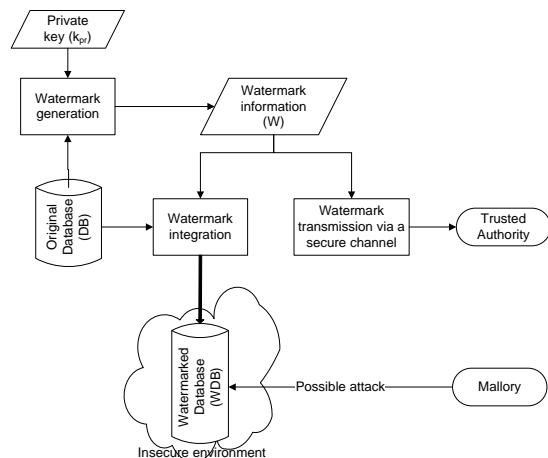 Private
key (kpr)
Watermark
generation
Watermark
information
(W)
Original
Database
(DB)
Watermark
integration
Watermark
transmission via a
secure channel
Trusted
Authority
Watermarked
Database
(WDB)
Possible attack
Mallory
Insecure environment